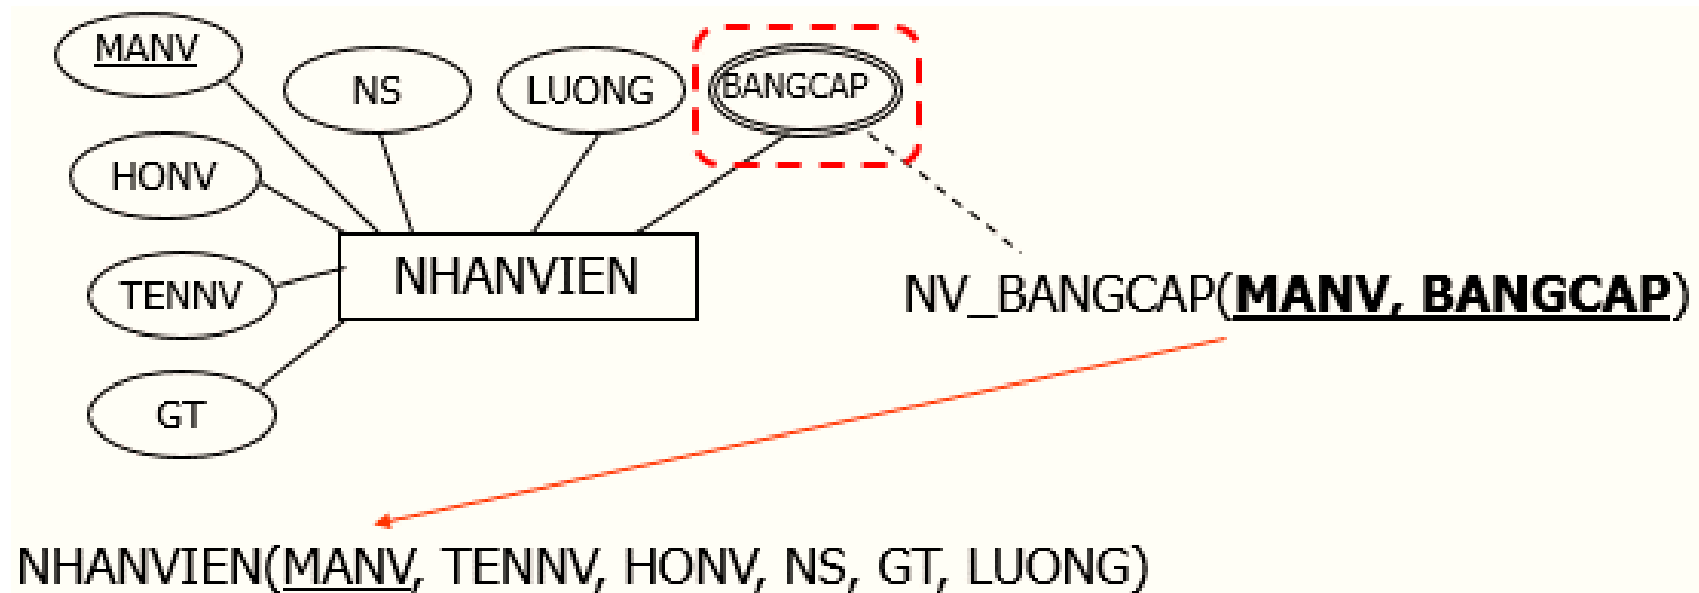 MANV
NS
LUONG
BANGCAP
HONV
TENNV
NHANVIEN
NV_BANGCAP(MANV, BANGCAP)
GT
NHANVIEN(MANV, TENNV, HONV, NS, GT, LUONG)